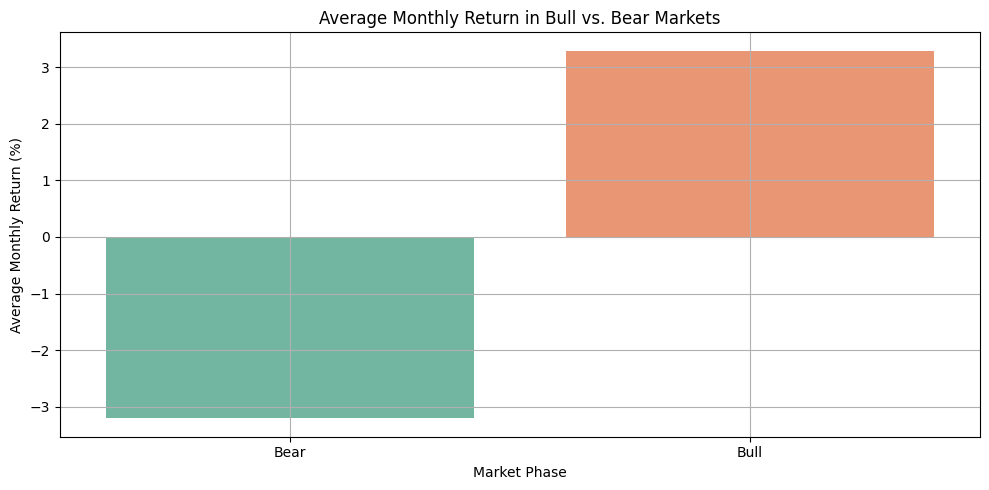 Average Monthly Return in Bull vs. Bear Markets
Average Monthly Return (%)
3
2
1
0
−1
−2
−3
Bear Bull
Market Phase